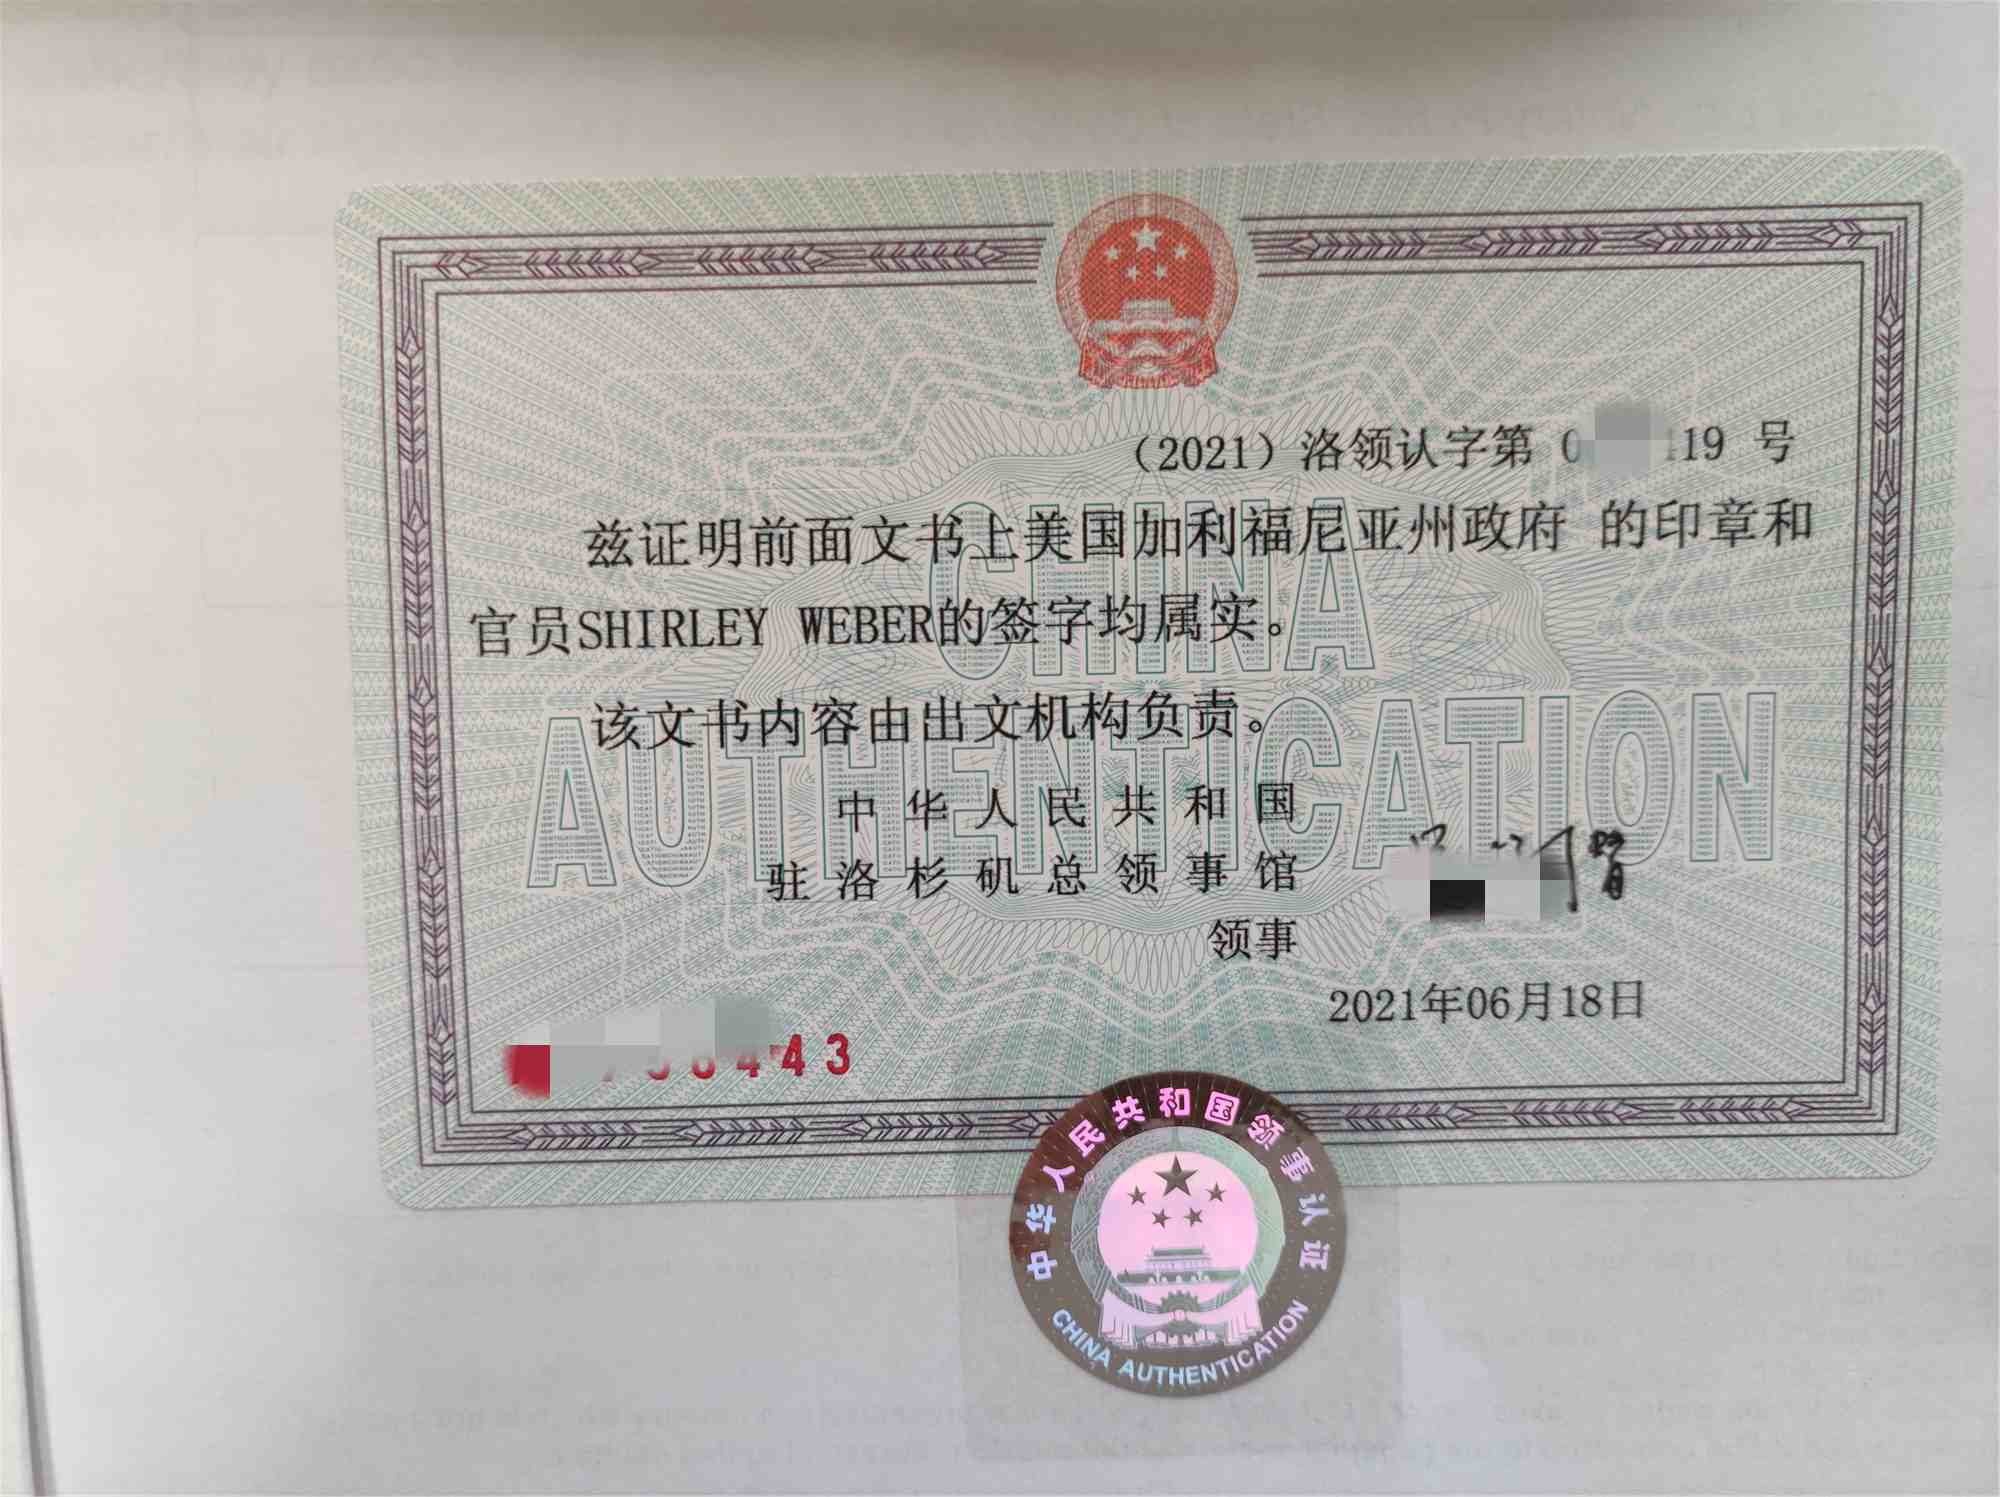 （2021）洛领认字第 0 119 号
兹证明前面文书上美国加利福尼亚州政府 的印章和
官员SHIRLEY WEBER的签字均属实。
该文书内容由出文机构负责。
中华人民共和国
驻洛杉矶总领事馆
领事
2021年06月18日
443
CHINA
AUTHENTICATION
中华人民共和国领事认证
CHINA AUTHENTICATION